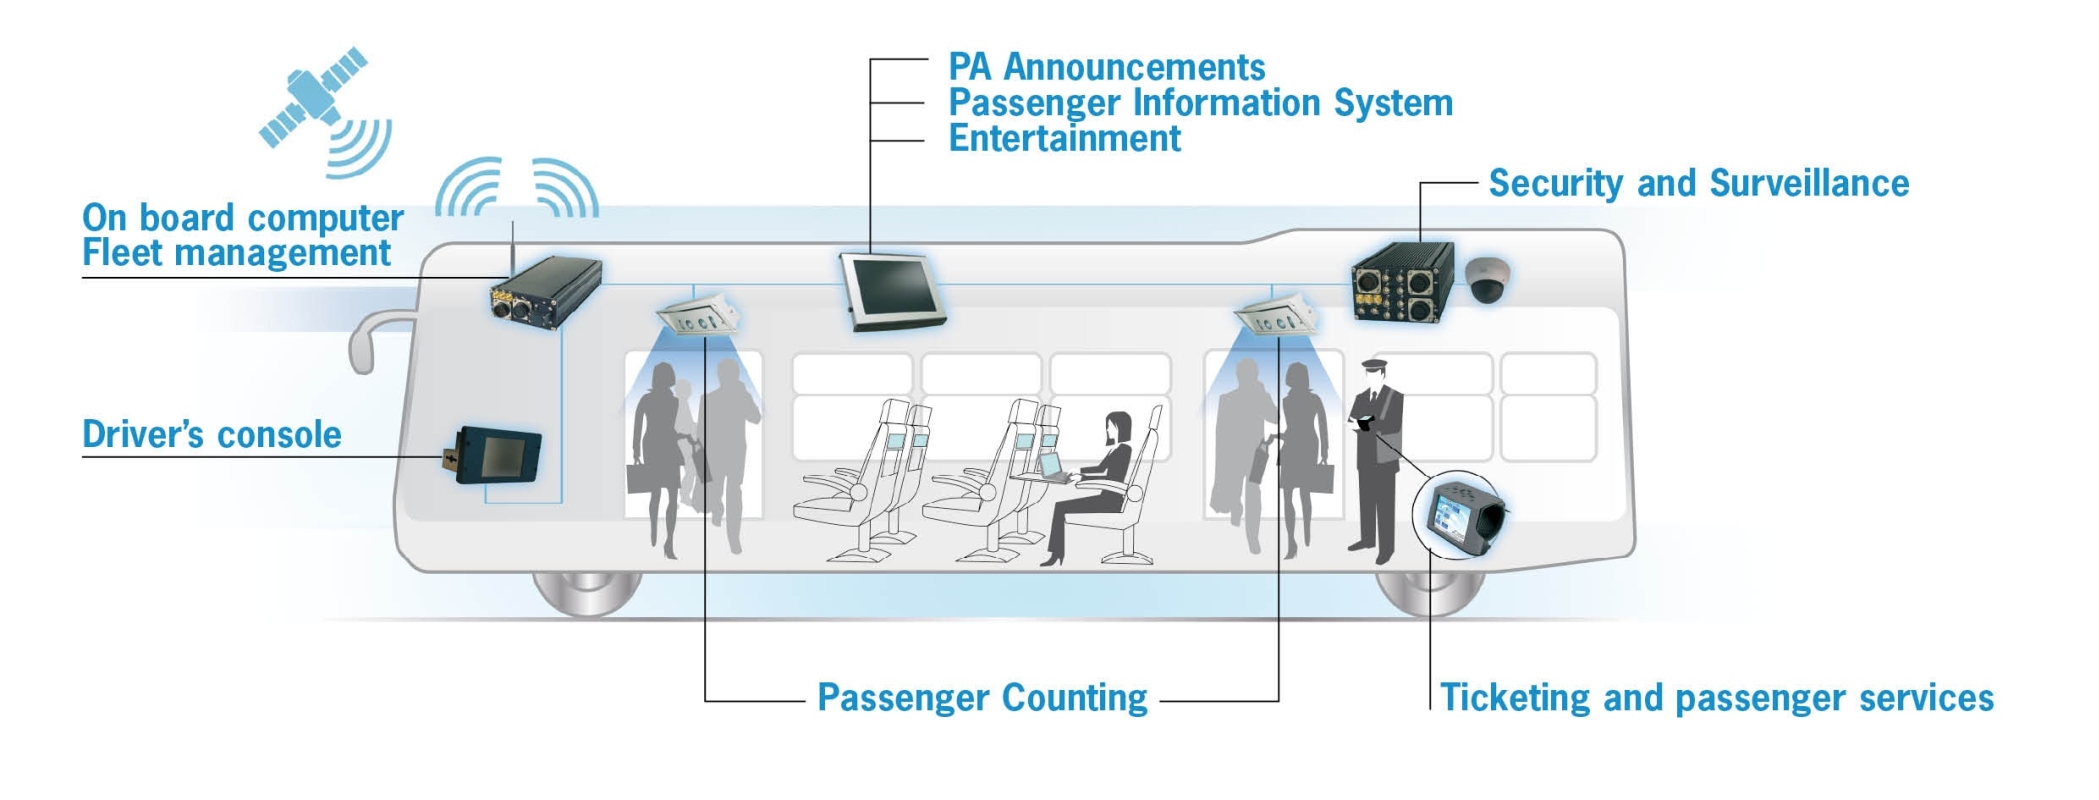 PA Announcements
Passenger Information System
Entertainment
Security and Surveillance
On board computer
Fleet management
Driver’s console
Passenger Counting
Ticketing and passenger services